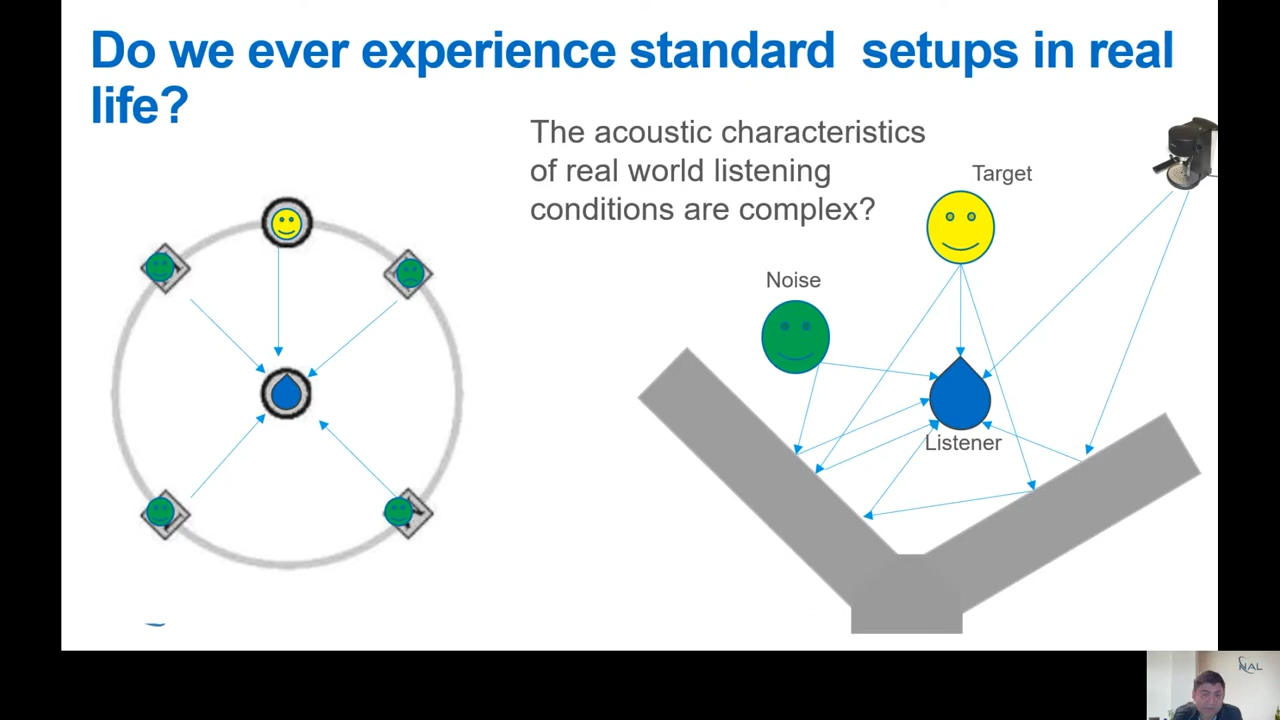 Do we ever experience standard setups in real
life?
The acoustic characteristics
of real world listening
conditions are complex?
Target
Noise
Listener
NAL